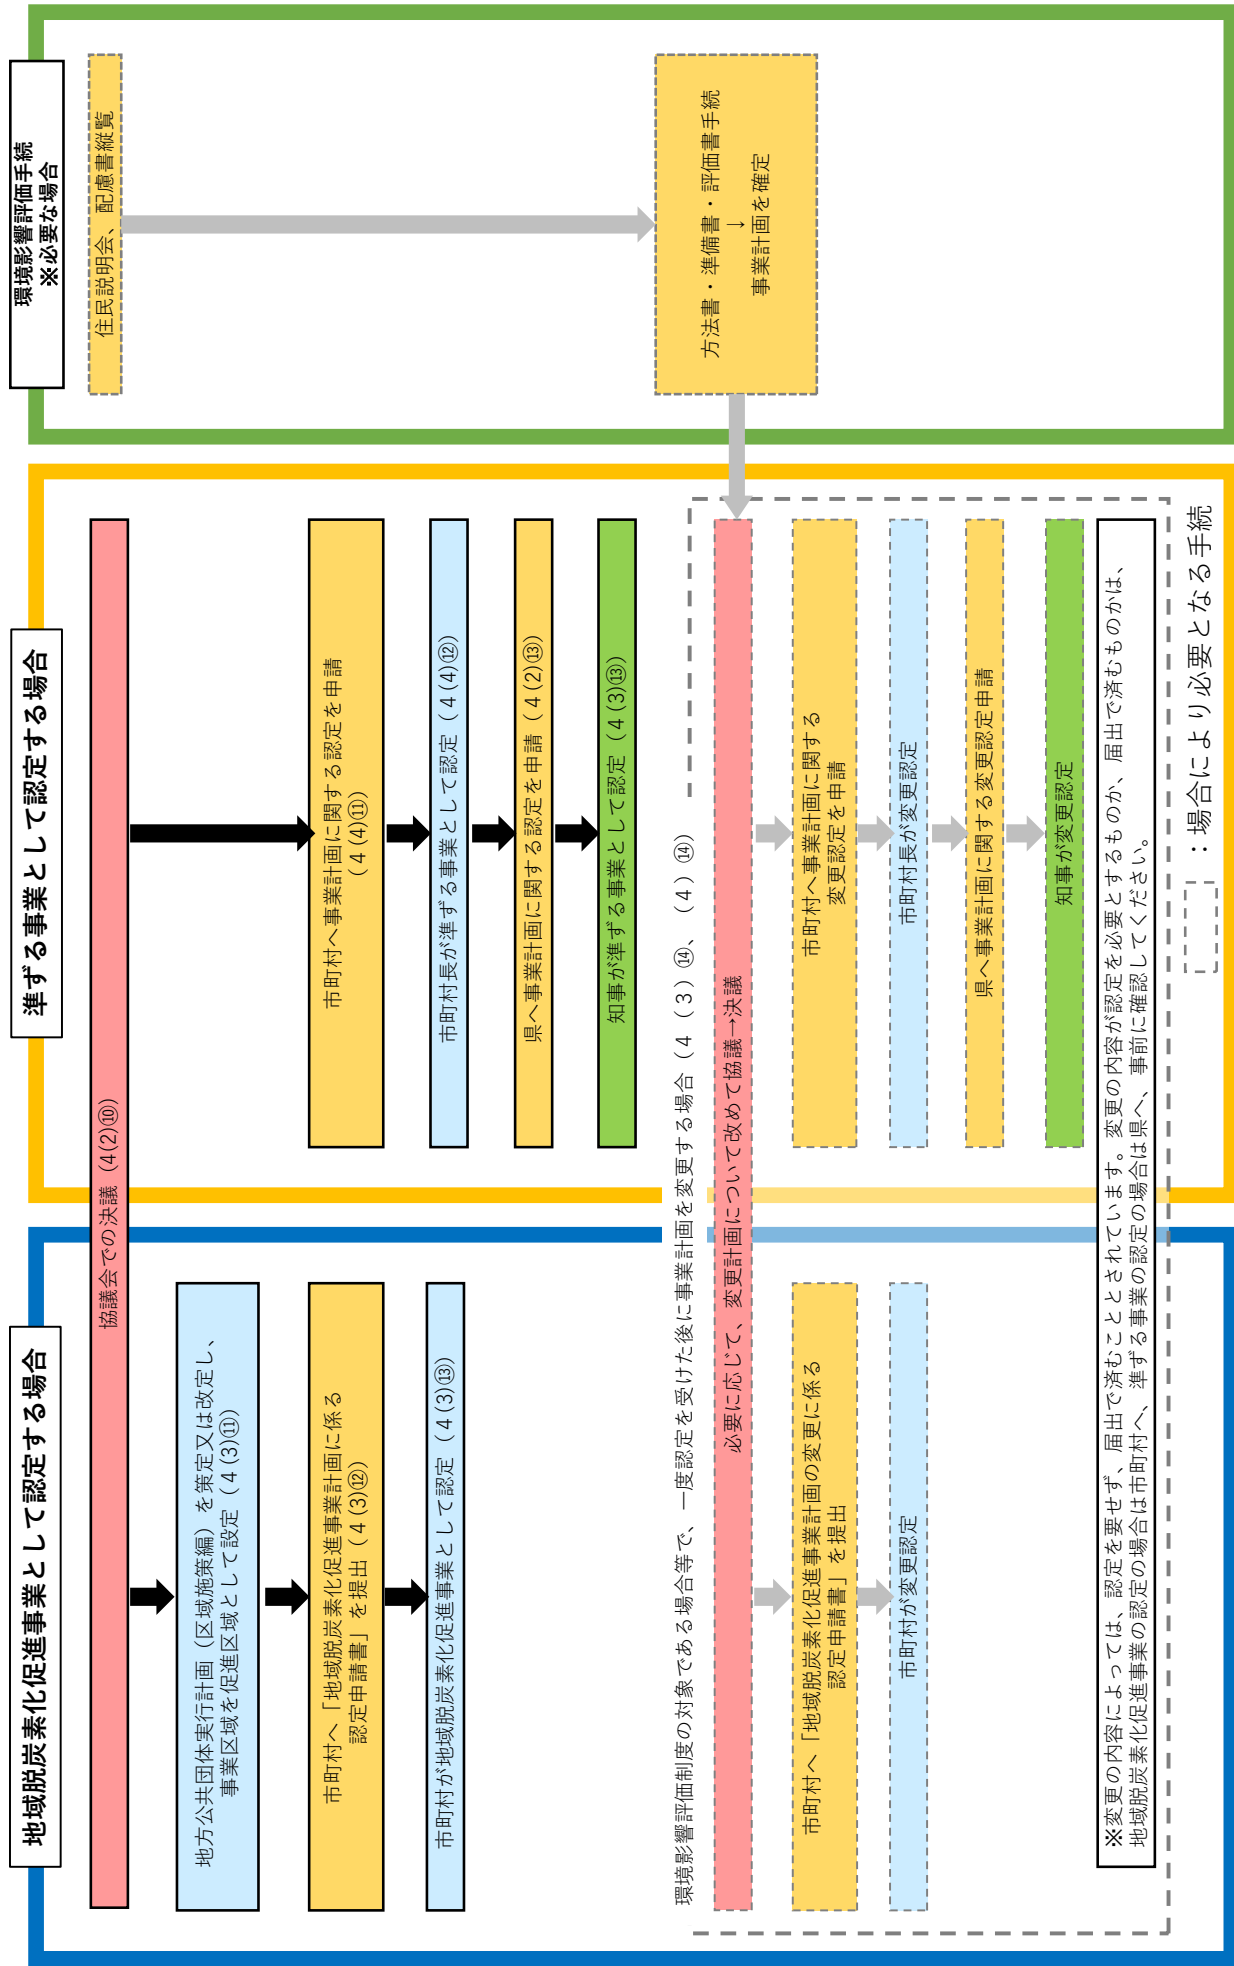 地域脱炭素化促進事業として認定する場合
準ずる事業として認定する場合
環境影響評価手続
※必要な場合
協議会での決議（4(2)⑩）
住民説明会、配慮書縦覧
地方公共団体実行計画（区域施策編）を策定又は改定し、
事業区域を促進区域として設定（４(3)⑪）
市町村へ「地域脱炭素化促進事業計画に係る
認定申請書」を提出（４(3)⑫）
市町村が地域脱炭素化促進事業として認定（４(3)⑬）
市町村へ事業計画に関する認定を申請
（４(4)⑪）
市町村長が準ずる事業として認定（４(4)⑫）
県へ事業計画に関する認定を申請（４(2)⑬）
知事が準ずる事業として認定（４(3)⑬）
方法書・準備書・評価書手続
↓
事業計画を確定
環境影響評価制度の対象である場合等で、一度認定を受けた後に事業計画を変更する場合（４（３）⑭、（４）⑭）
必要に応じて、変更計画について改めて協議→決議
市町村へ「地域脱炭素化促進事業計画の変更に係る
認定申請書」を提出
市町村が変更認定
市町村へ事業計画に関する
変更認定を申請
市町村長が変更認定
県へ事業計画に関する変更認定申請
知事が変更認定
※変更の内容によっては、認定を要せず、届出で済むこととされています。変更の内容が認定を必要とするものか、届出で済むものかは、
地域脱炭素化促進事業の認定の場合は市町村へ、準ずる事業の認定の場合は県へ、事前に確認してください。
：場合により必要となる手続